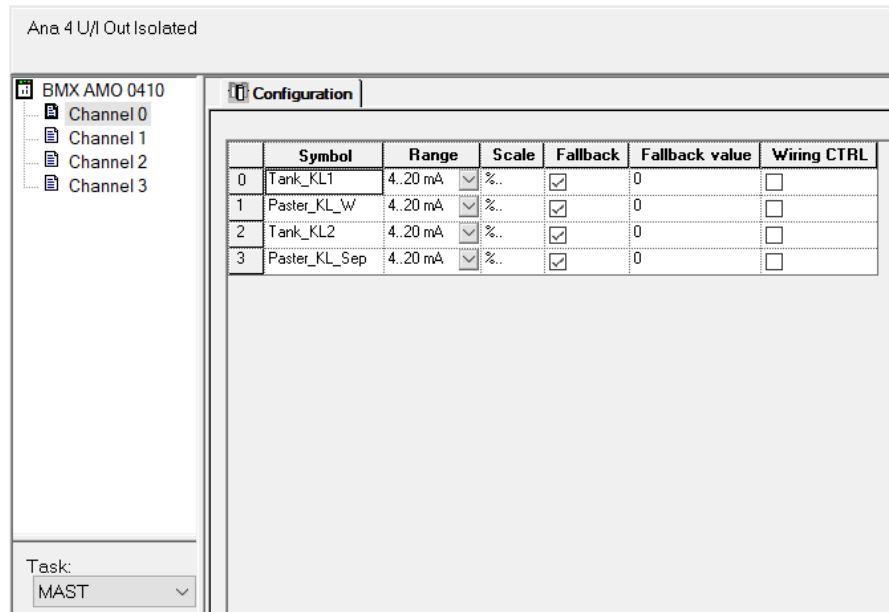 Ana 4 U/I Out Isolated
BMX AMO 0410
Channel 0
Channel 1
Channel 2
Channel 3
Task:
MAST
Configuration
Symbol Range Scale Fallback Fallback value Wiring CTRL
0 Tank_KL1 4..20 mA %.. 0
1 Paster_KL_W 4..20 mA %.. 0
2 Tank_KL2 4..20 mA %.. 0
3 Paster_KL_Sep 4..20 mA %.. 0